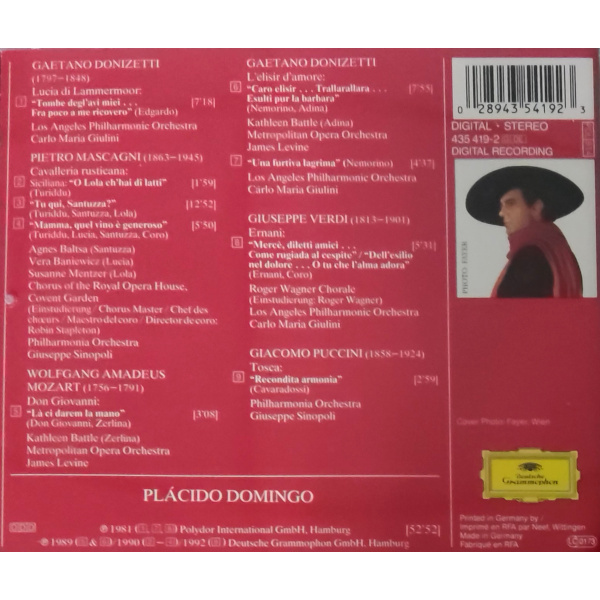 GAETANO DONIZETTI
(1797–1848)
Lucia di Lammermoor:
1 "Tombe degl'avi miei . . . [7'18]
Fra poco a me ricovero" (Edgardo)
Los Angeles Philharmonic Orchestra
Carlo Maria Giulini
PIETRO MASCAGNI (1863–1945)
Cavalleria rusticana:
2 Siciliana: "O Lola ch'hai di latti" [1'59]
(Turiddu)
3 "Tu qui, Santuzza?" [12'52]
(Turiddu, Santuzza, Lola)
4 "Mamma, quel vino è generoso" [5'50]
(Turiddu, Lucia, Santuzza, Coro)
Agnes Baltsa (Santuzza)
Vera Baniewicz (Lucia)
Susanne Mentzer (Lola)
Chorus of the Royal Opera House,
Covent Garden
(Einstudierung / Chorus Master / Chef des
chœurs / Maestro del coro / Director de coro:
Robin Stapleton)
Philharmonia Orchestra
Giuseppe Sinopoli
WOLFGANG AMADEUS
MOZART (1756–1791)
Don Giovanni:
5 "Là ci darem la mano" [3'08]
(Don Giovanni, Zerlina)
Kathleen Battle (Zerlina)
Metropolitan Opera Orchestra
James Levine
GAETANO DONIZETTI
L'elisir d'amore:
6 "Caro elisir . . . Trallarallara . . . [7'55]
Esulti pur la barbara"
(Nemorino, Adina)
Kathleen Battle (Adina)
Metropolitan Opera Orchestra
James Levine
7 "Una furtiva lagrima" (Nemorino) [4'37]
Los Angeles Philharmonic Orchestra
Carlo Maria Giulini
GIUSEPPE VERDI (1813–1901)
Ernani:
8 "Mercè, diletti amici . . . [5'31]
Come rugiada al cespite" / "Dell'esilio
nel dolore . . . O tu che l'alma adora"
(Ernani, Coro)
Roger Wagner Chorale
(Einstudierung: Roger Wagner)
Los Angeles Philharmonic Orchestra
Carlo Maria Giulini
GIACOMO PUCCINI (1858–1924)
Tosca:
9 "Recondita armonia" [2'59]
(Cavaradossi)
Philharmonia Orchestra
Giuseppe Sinopoli
PLÁCIDO DOMINGO
℗ 1981 Polydor International GmbH, Hamburg [52'52]
℗ 1989 / 1990 / 1992 Deutsche Grammophon GmbH, Hamburg
0 28943 54192 3
DIGITAL · STEREO
435 419-2
DIGITAL RECORDING
PHOTO: FAYER
Cover Photo: Fayer, Wien
Deutsche
Grammophon
Printed in Germany by /
Imprimé en RFA par Neef, Wittingen
Made in Germany
Fabriqué en RFA
LC 0173